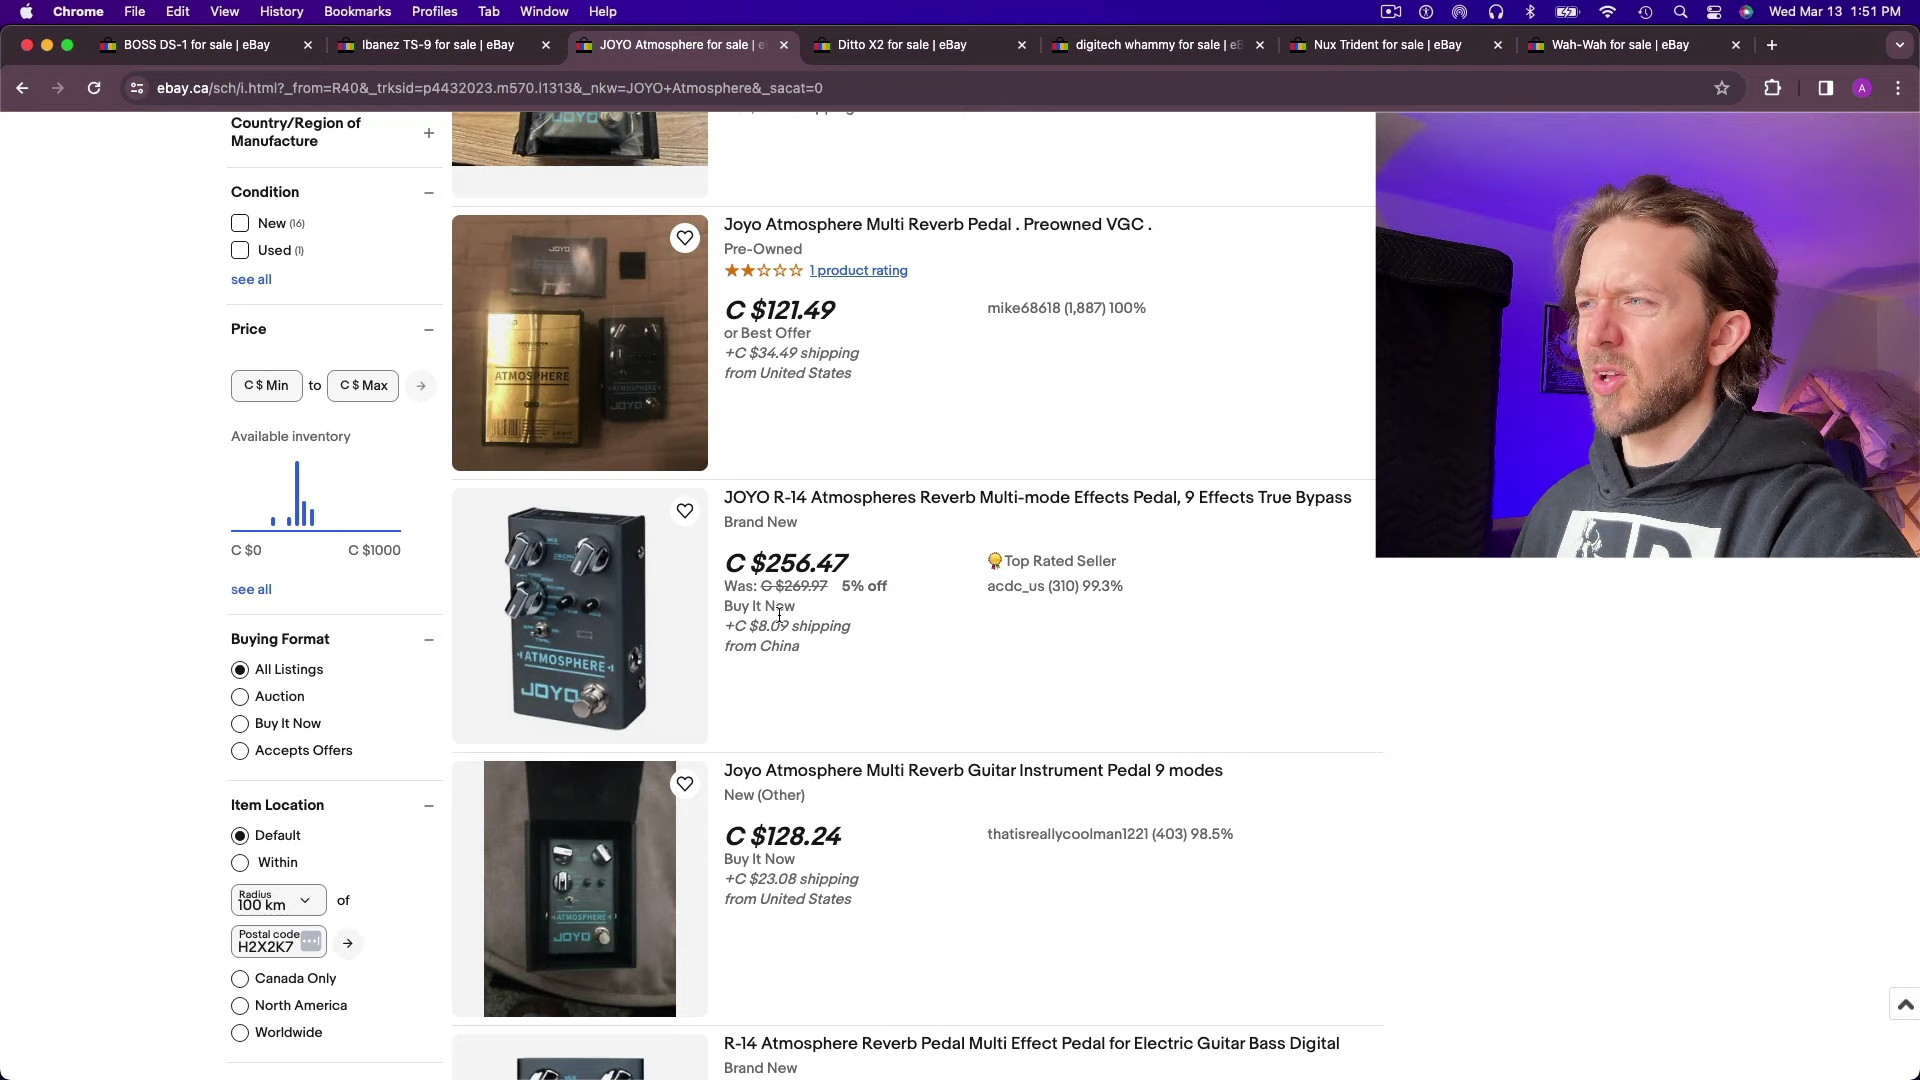 Chrome File Edit View History Bookmarks Profiles Tab Window Help Wed Mar 13 1:51 PM
BOSS DS-1 for sale | eBay Ibanez TS-9 for sale | eBay JOYO Atmosphere for sale | e Ditto X2 for sale | eBay digitech whammy for sale | eE Nux Trident for sale | eBay Wah-Wah for sale | eBay
ebay.ca/sch/i.html?_from=R40&_trksid=p4432023.m570.l1313&_nkw=JOYO+Atmosphere&_sacat=0 A
Country/Region of
Manufacture
Condition
New (16)
Used (1)
see all
Price
C $ Min to C $ Max
Available inventory
C $0 C $1000
see all
Buying Format
All Listings
Auction
Buy It Now
Accepts Offers
Item Location
Default
Within
Radius
100 km of
Postal code
H2X2K7
Canada Only
North America
Worldwide
JOYO
Joyo Atmosphere Multi Reverb Pedal . Preowned VGC .
Pre-Owned
1 product rating
C $121.49
or Best Offer
+C $34.49 shipping
from United States
mike68618 (1,887) 100%
JOYO
ATMOSPHERE
JOYO
JOYO R-14 Atmospheres Reverb Multi-mode Effects Pedal, 9 Effects True Bypass
Brand New
C $256.47
Was: C $269.97 5% off
Buy It Now
+C $8.09 shipping
from China
Top Rated Seller
acdc_us (310) 99.3%
MIX
DECAY
ATMOSPHERE
JOYO
Joyo Atmosphere Multi Reverb Guitar Instrument Pedal 9 modes
New (Other)
C $128.24
Buy It Now
+C $23.08 shipping
from United States
thatisreallycoolman1221 (403) 98.5%
ATMOSPHERE
JOYO
R-14 Atmosphere Reverb Pedal Multi Effect Pedal for Electric Guitar Bass Digital
Brand New